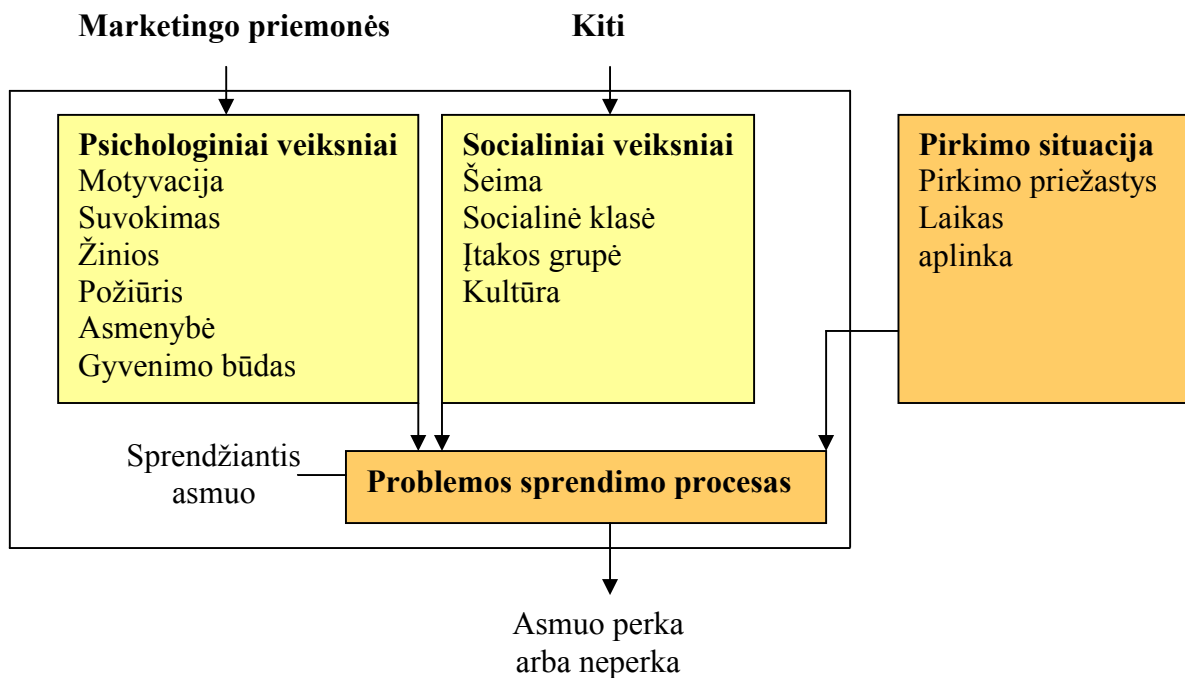 Marketingo priemonės
Kiti
Psichologiniai veiksniai
Motyvacija
Suvokimas
Žinios
Požiūris
Asmenybė
Gyvenimo būdas
Socialiniai veiksniai
Šeima
Socialinė klasė
Įtakos grupė
Kultūra
Pirkimo situacija
Pirkimo priežastys
Laikas
aplinka
Sprendžiantis
asmuo
Problemos sprendimo procesas
Asmuo perka
arba neperka